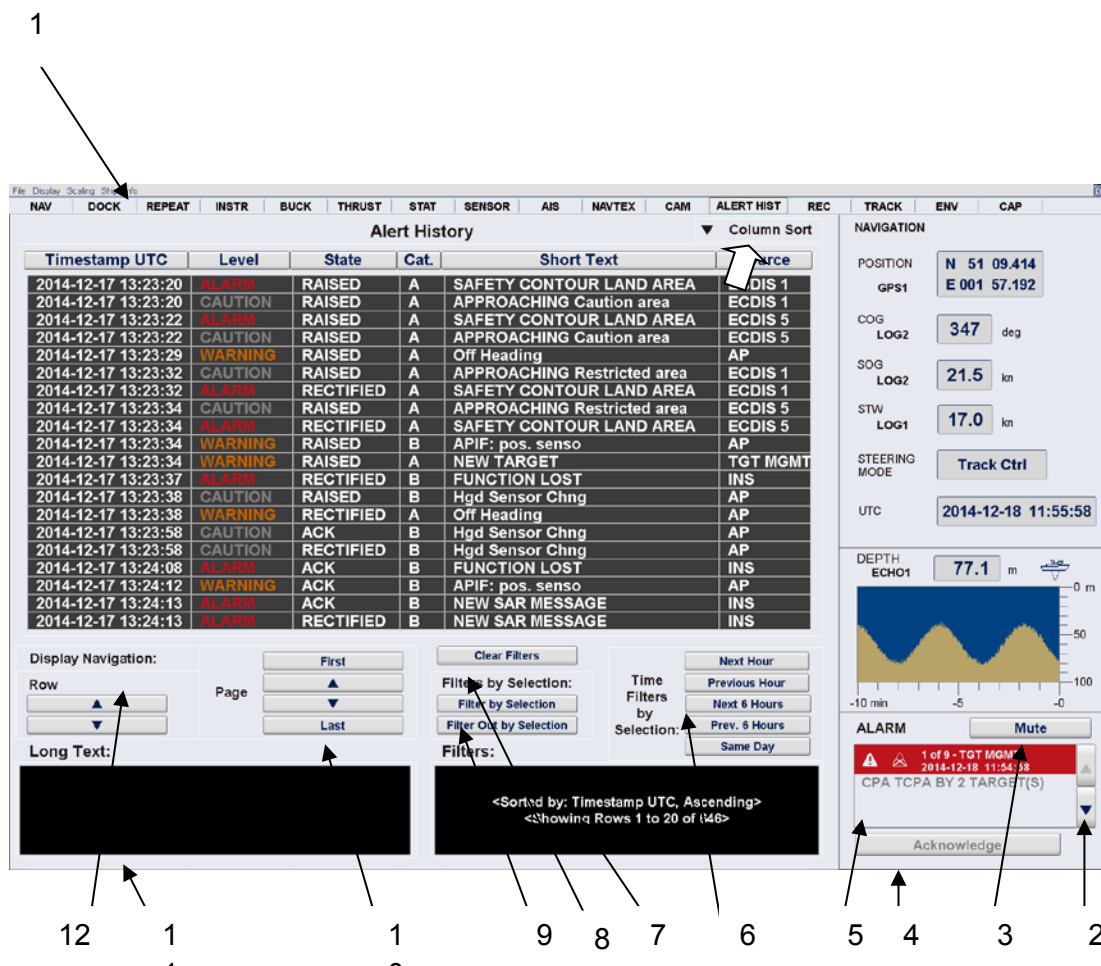 1
File Display Scaling Ship Info
NAV DOCK REPEAT INSTR BUCK THRUST STAT SENSOR AIS NAVTEX CAM ALERT HIST REC TRACK ENV CAP
Alert History
▼ Column Sort
Timestamp UTC Level State Cat. Short Text
2014-12-17 13:23:20 ALARM RAISED A SAFETY CONTOUR LAND AREA ECDIS 1
2014-12-17 13:23:20 CAUTION RAISED A APPROACHING Caution area ECDIS 1
2014-12-17 13:23:22 ALARM RAISED A SAFETY CONTOUR LAND AREA ECDIS 5
2014-12-17 13:23:22 CAUTION RAISED A APPROACHING Caution area ECDIS 5
2014-12-17 13:23:29 WARNING RAISED A Off Heading AP
2014-12-17 13:23:32 CAUTION RAISED A APPROACHING Restricted area ECDIS 1
2014-12-17 13:23:32 ALARM RECTIFIED A SAFETY CONTOUR LAND AREA ECDIS 1
2014-12-17 13:23:34 CAUTION RAISED A APPROACHING Restricted area ECDIS 5
2014-12-17 13:23:34 ALARM RECTIFIED A SAFETY CONTOUR LAND AREA ECDIS 5
2014-12-17 13:23:34 WARNING RAISED B APIF: pos. senso AP
2014-12-17 13:23:34 WARNING RAISED A NEW TARGET TGT MGMT
2014-12-17 13:23:37 ALARM RECTIFIED B FUNCTION LOST INS
2014-12-17 13:23:38 CAUTION RAISED B Hgd Sensor Chng AP
2014-12-17 13:23:38 WARNING RECTIFIED A Off Heading AP
2014-12-17 13:23:58 CAUTION ACK B Hgd Sensor Chng AP
2014-12-17 13:23:58 CAUTION RECTIFIED B Hgd Sensor Chng AP
2014-12-17 13:24:08 ALARM ACK B FUNCTION LOST INS
2014-12-17 13:24:12 WARNING ACK B APIF: pos. senso AP
2014-12-17 13:24:13 ALARM ACK B NEW SAR MESSAGE INS
2014-12-17 13:24:13 ALARM RECTIFIED B NEW SAR MESSAGE INS
Display Navigation:
Row
▲
▼
Page
First
▲
▼
Last
Clear Filters
Filters by Selection:
Filter by Selection
Filter Out by Selection
Time
Filters
by
Selection:
Next Hour
Previous Hour
Next 6 Hours
Prev. 6 Hours
Same Day
Long Text:
Filters:
<Sorted by: Timestamp UTC, Ascending>
<Showing Rows 1 to 20 of
NAVIGATION
POSITION N 51 09.414
GPS1 E 001 57.192
COG
LOG2 347 deg
SOG
LOG2 21.5 kn
STW
LOG1 17.0 kn
STEERING
MODE Track Ctrl
UTC 2014-12-18 11:55:58
DEPTH
ECHO1 77.1 m
0 m
50
100
-10 min -5 -0
ALARM Mute
1 of 9 - TGT MGMT
2014-12-18 11:54:58
CPA TCPA BY 2 TARGET(S)
Acknowledge
12 1 1 9 8 7 6 5 4 3 2